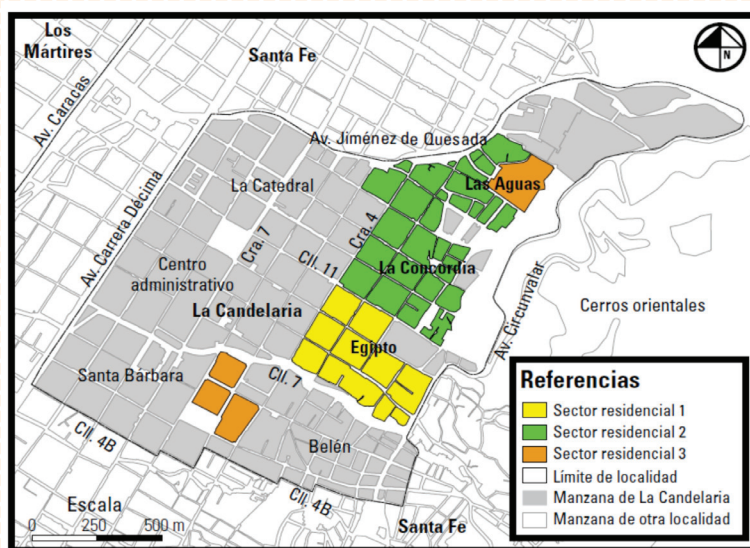 Los
Mártires
Santa Fe
N
Av. Caracas
Av. Jiménez de Quesada
La Catedral
Las Aguas
Av. Carrera Décima
Cra. 7
Cra. 4
Cll. 11
La Concordia
Centro
administrativo
Av. Circunvalar
Cerros orientales
La Candelaria
Egipto
Santa Bárbara
Cll. 7
Belén
Cll. 4B
Cll. 4B
Santa Fe
Escala
0 250 500 m
Referencias
Sector residencial 1
Sector residencial 2
Sector residencial 3
Límite de localidad
Manzana de La Candelaria
Manzana de otra localidad